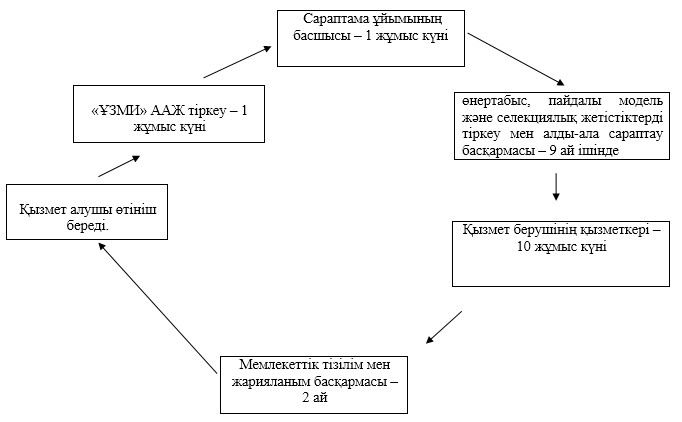 Сараптама ұйымының
басшысы – 1 жұмыс күні
«ҰЗМИ» ААЖ тіркеу – 1
жұмыс күні
өнертабыс, пайдалы модель
және селекциялық жетістіктерді
тіркеу мен алды-ала сараптау
басқармасы – 9 ай ішінде
Қызмет алушы өтініш
береді.
Қызмет берушінің қызметкері –
10 жұмыс күні
Мемлекеттік тізілім мен
жарияланым басқармасы –
2 ай